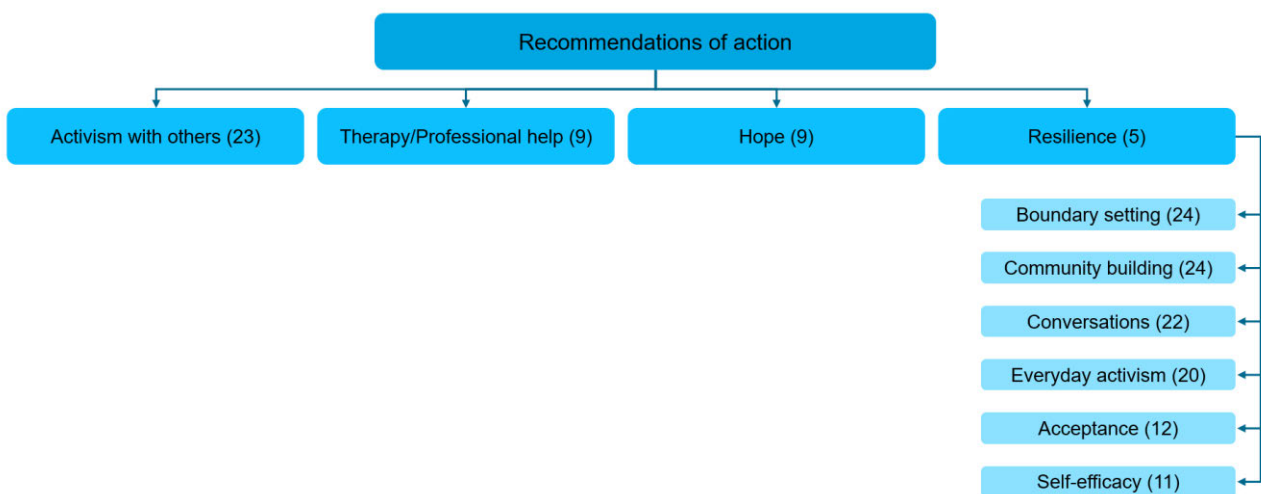 Recommendations of action
Activism with others (23)
Therapy/Professional help (9)
Hope (9)
Resilience (5)
Boundary setting (24)
Community building (24)
Conversations (22)
Everyday activism (20)
Acceptance (12)
Self-efficacy (11)